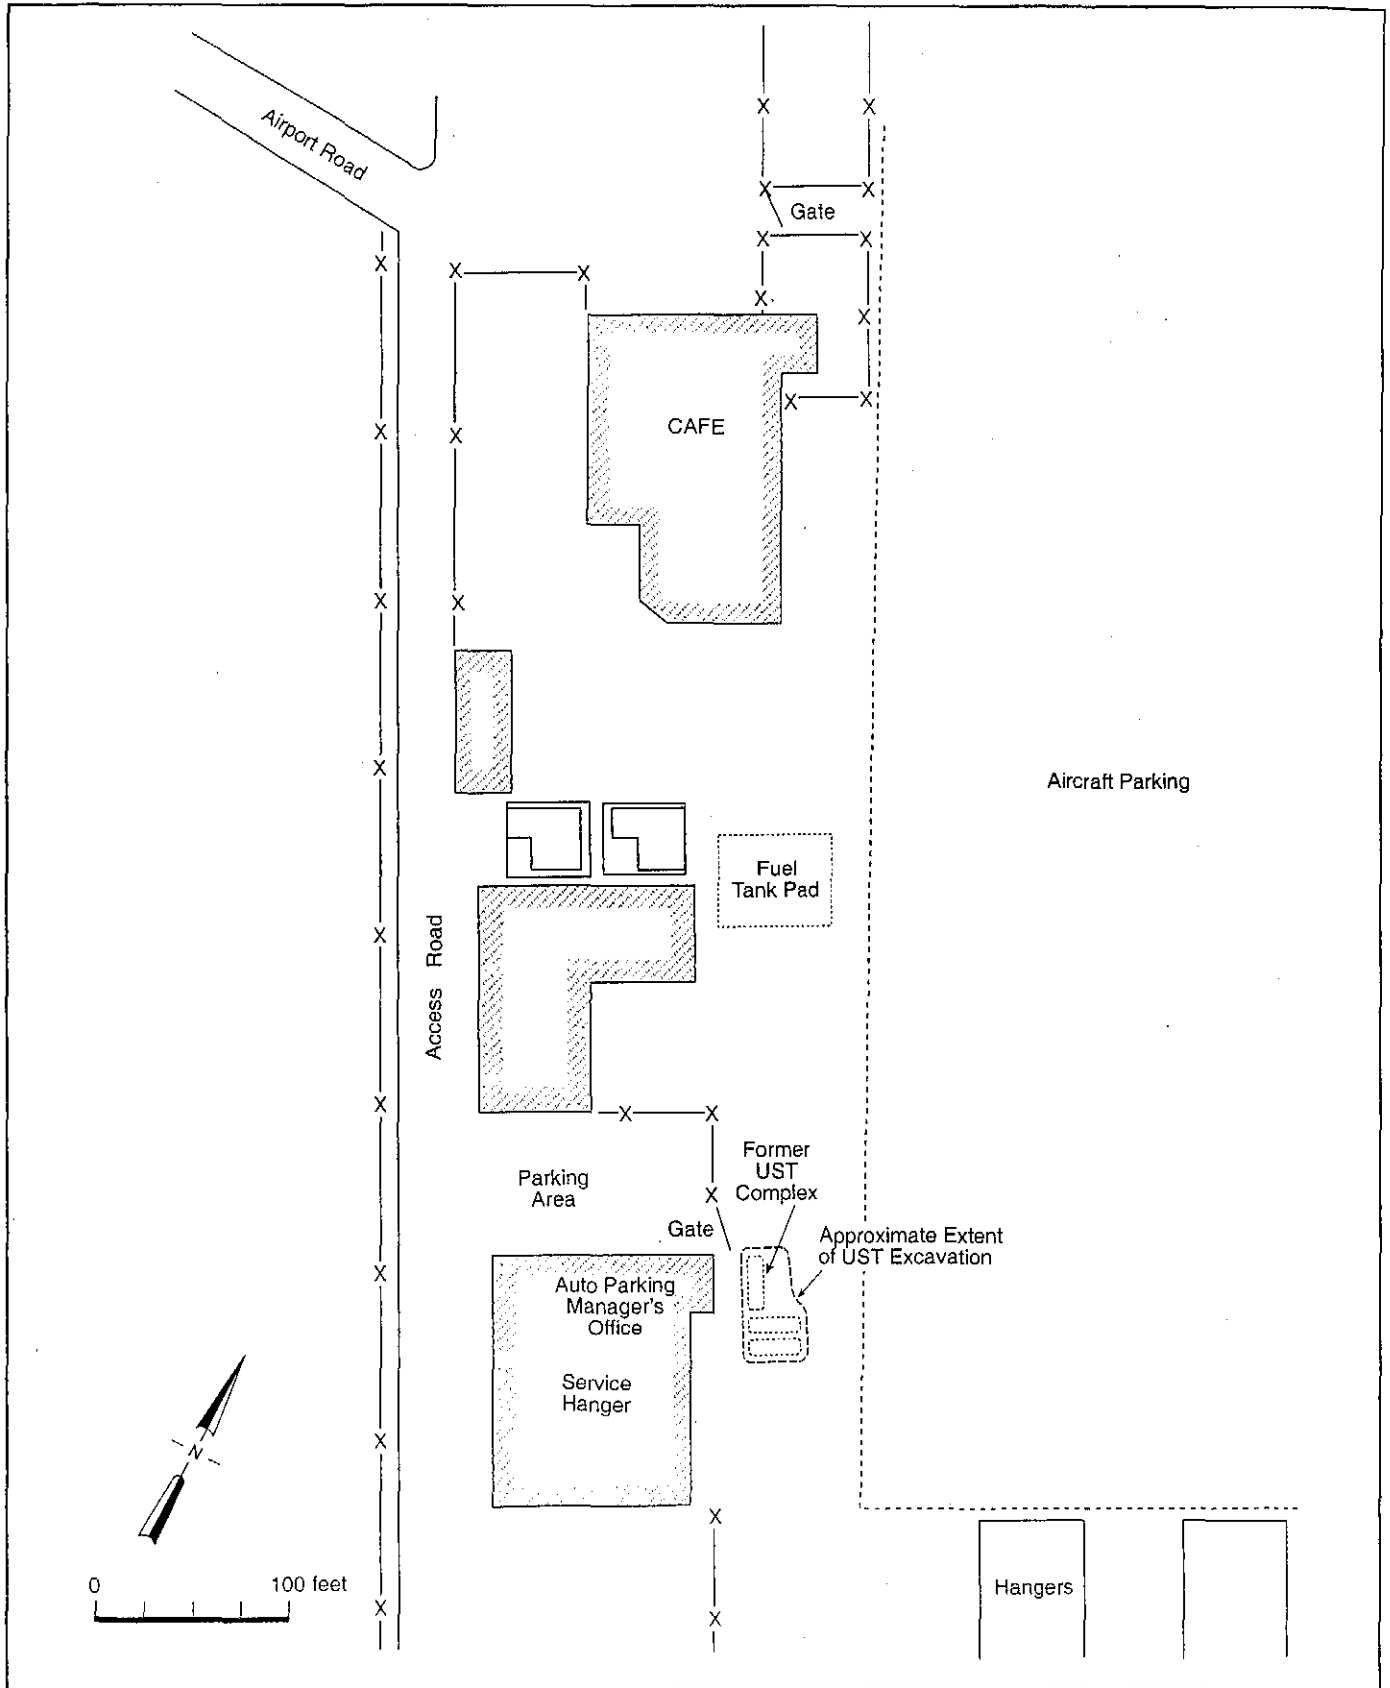 Airport Road
X
X
X
X
Gate
X
X
X
X
X
X
X
X
X
X
CAFE
X
X
X
X
X
X
Aircraft Parking
Fuel
Tank Pad
Access Road
X
X
X
X
Former
UST
Complex
Parking
Area
X
Gate
Approximate Extent
of UST Excavation
X
Auto Parking
Manager's
Office
Service
Hanger
N
X
X
0
100 feet
Hangers
X
X